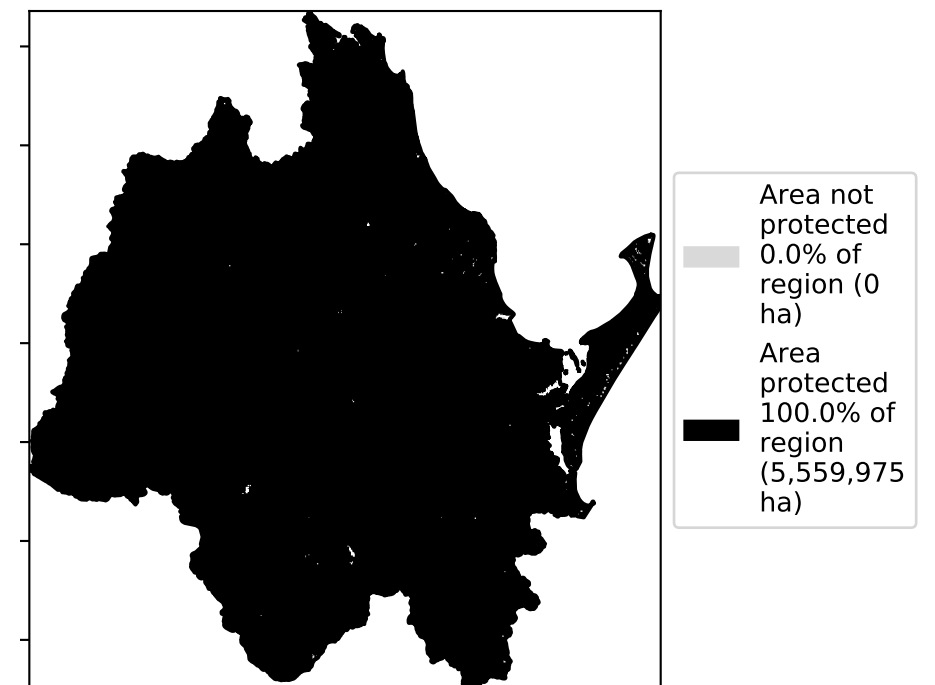 Area not
protected
0.0% of
region (0
ha)
Area
protected
100.0% of
region
(5,559,975
ha)